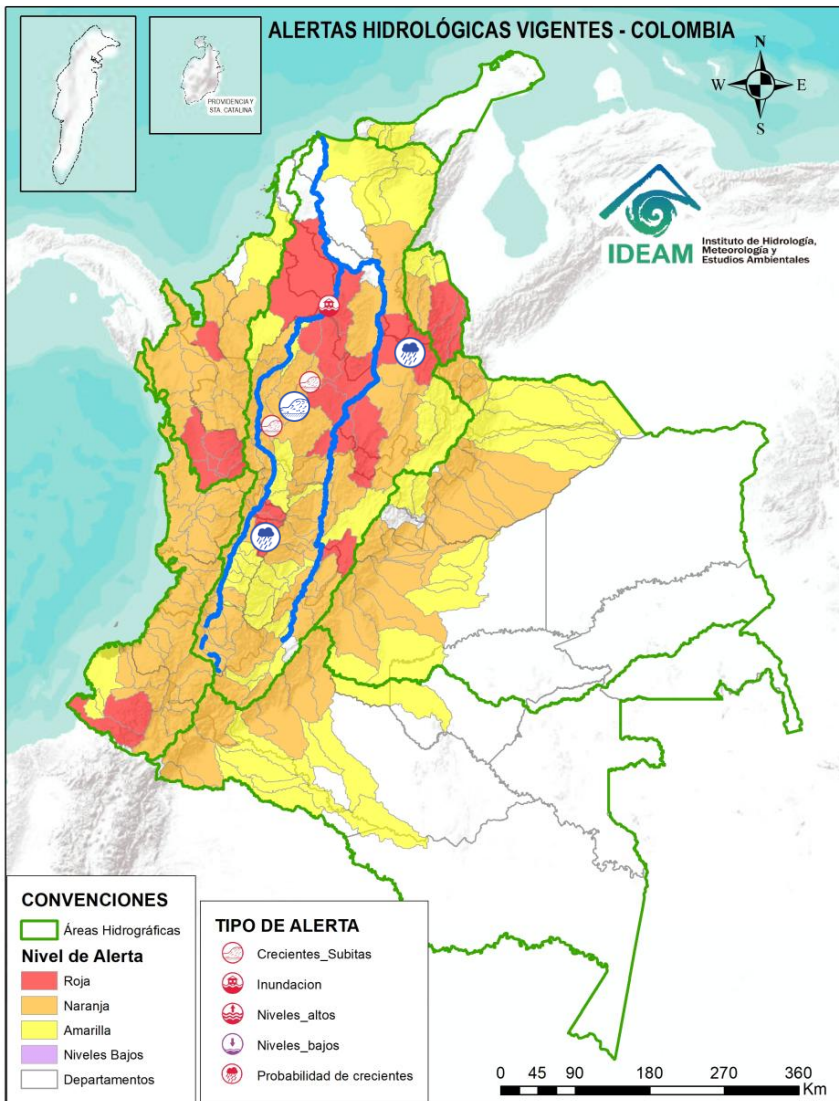 ALERTAS HIDROLÓGICAS VIGENTES - COLOMBIA
PROVIDENCIA Y
STA. CATALINA
N
W
E
S
IDEAM
Instituto de Hidrología,
Meteorología y
Estudios Ambientales
CONVENCIONES
Áreas Hidrográficas
Nivel de Alerta
Roja
Naranja
Amarilla
Niveles Bajos
Departamentos
TIPO DE ALERTA
Crecientes_Subitas
Inundacion
Niveles_altos
Niveles_bajos
Probabilidad de crecientes
0 45 90 180 270 360
Km